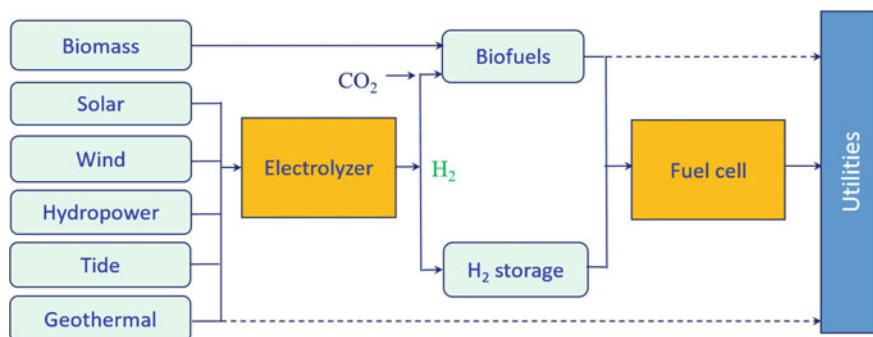 Biomass
Biofuels
CO₂
Solar
Wind
Electrolyzer
H₂
Fuel cell
Utilities
Hydropower
Tide
H₂ storage
Geothermal